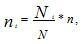 n_i = N_i / N * n,